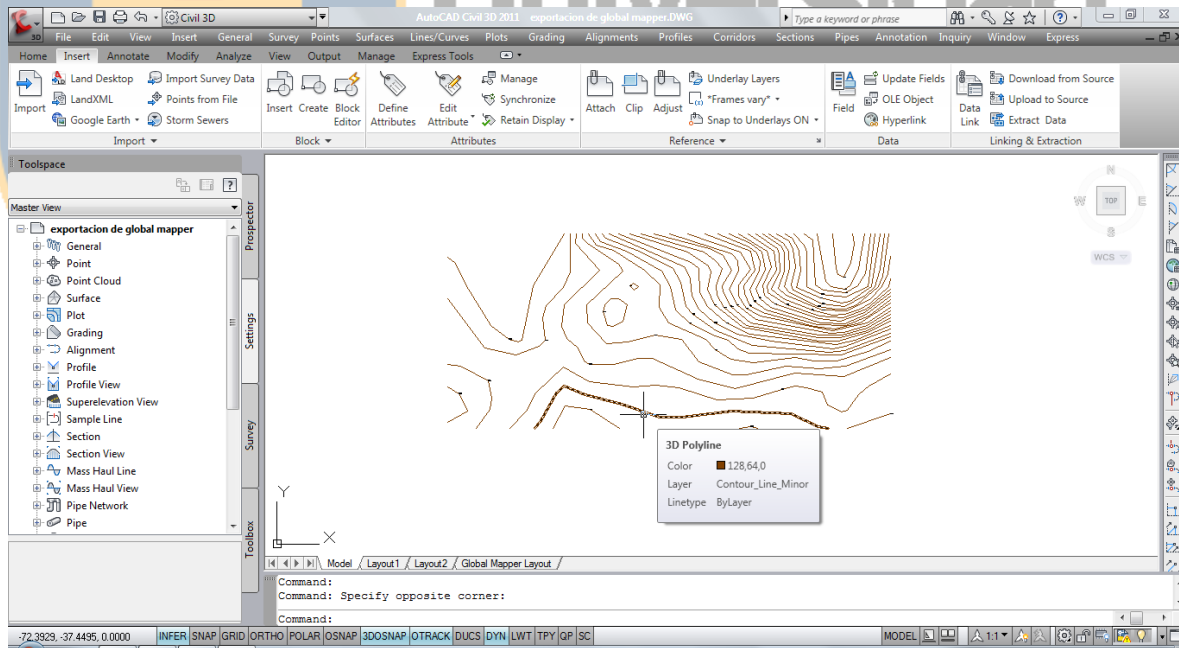 Civil 3D
AutoCAD Civil 3D 2011 exportacion de global mapper.DWG
Type a keyword or phrase
3D
File Edit View Insert General Survey Points Surfaces Lines/Curves Plots Grading Alignments Profiles Corridors Sections Pipes Annotation Inquiry Window Express
Home Insert Annotate Modify Analyze View Output Manage Express Tools
Land Desktop Import Survey Data
LandXML Points from File
Google Earth Storm Sewers
Import
Insert Create Block Editor
Define Attributes
Edit Attribute
Manage
Synchronize
Retain Display
Attach Clip Adjust
Underlay Layers
*Frames vary*
Snap to Underlays ON
Field
Update Fields
OLE Object
Hyperlink
Data Link
Download from Source
Upload to Source
Extract Data
Import Block Attributes Reference Data Linking & Extraction
Toolspace
Master View
exportacion de global mapper
General
Point
Point Cloud
Surface
Plot
Grading
Alignment
Profile
Profile View
Superelevation View
Sample Line
Section
Section View
Mass Haul Line
Mass Haul View
Pipe Network
Pipe
Prospector
Settings
Survey
Toolbox
N
W TOP E
S
WCS
3D Polyline
Color 128,64,0
Layer Contour_Line_Minor
Linetype ByLayer
Y
X
Model Layout1 Layout2 Global Mapper Layout
Command:
Command: Specify opposite corner:
Command:
-72.3929, -37.4495, 0.0000 INFER SNAP GRID ORTHO POLAR OSNAP 3DOSNAP OTRACK DUCS DYN LWT TPY QP SC MODEL 1:1